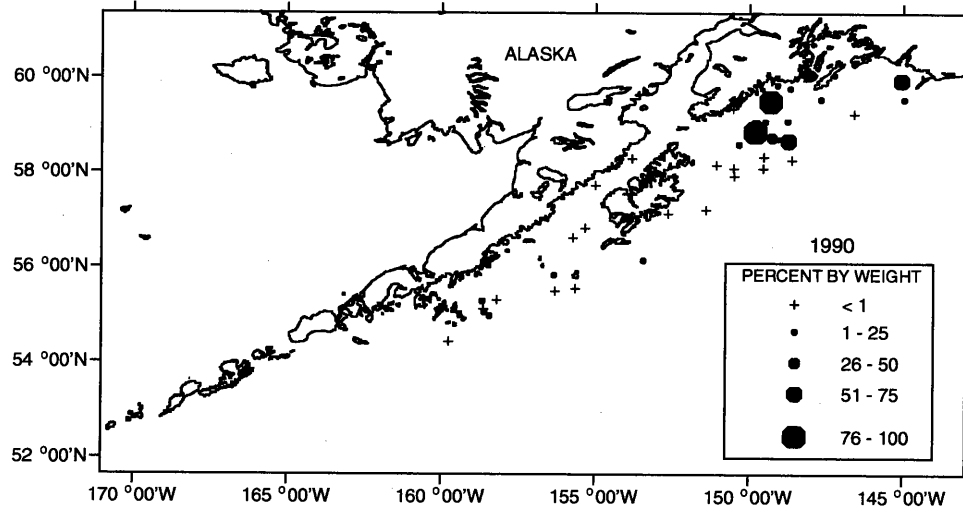 ALASKA
60 °00'N
58 °00'N
56 °00'N
54 °00'N
52 °00'N
1990
PERCENT BY WEIGHT
< 1
1 - 25
26 - 50
51 - 75
76 - 100
170 °00'W 165 °00'W 160 °00'W 155 °00'W 150 °00'W 145 °00'W